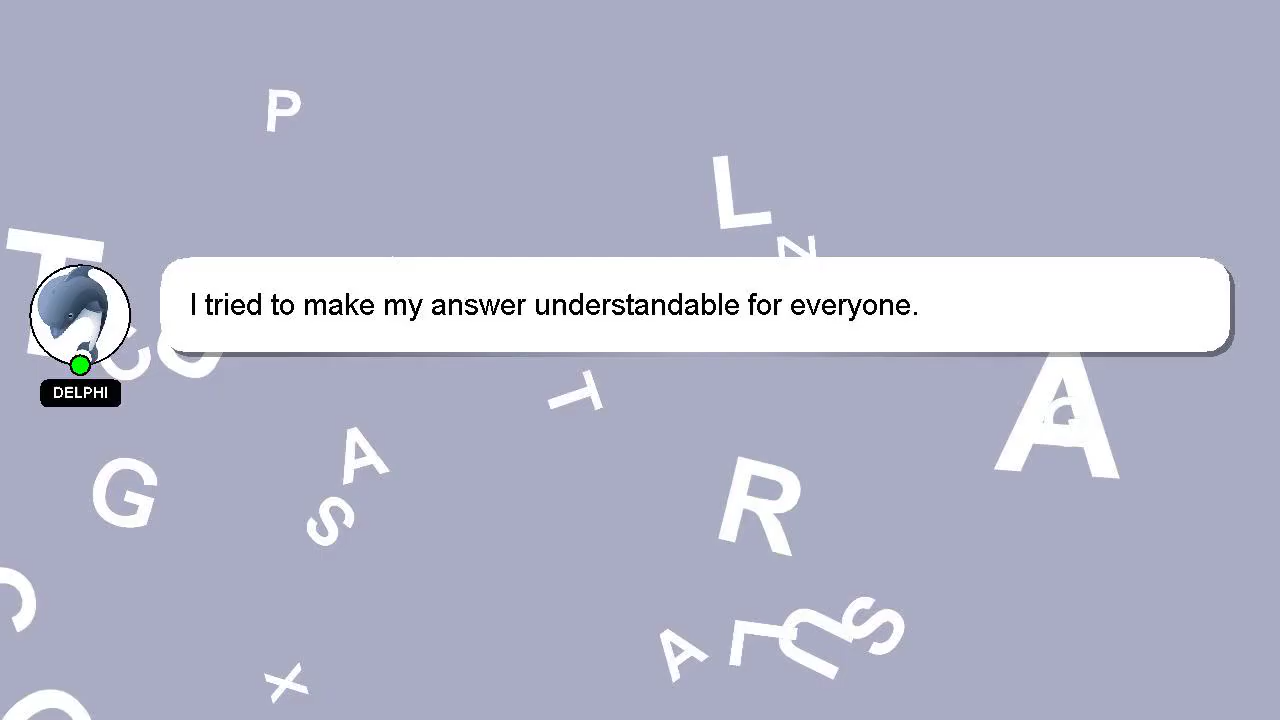 P
L
Z
T
I tried to make my answer understandable for everyone.
DELPHI
T
A
G
A
S
R
C
A
L
U
S
X